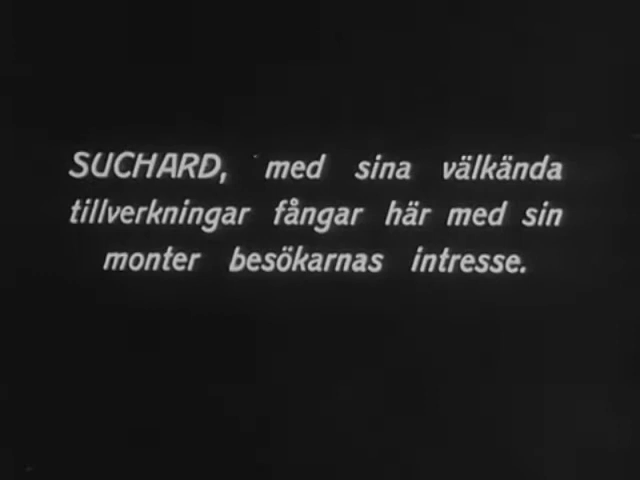 SUCHARD, med sina välkända
tillverkningar fångar här med sin
monter besökarnas intresse.